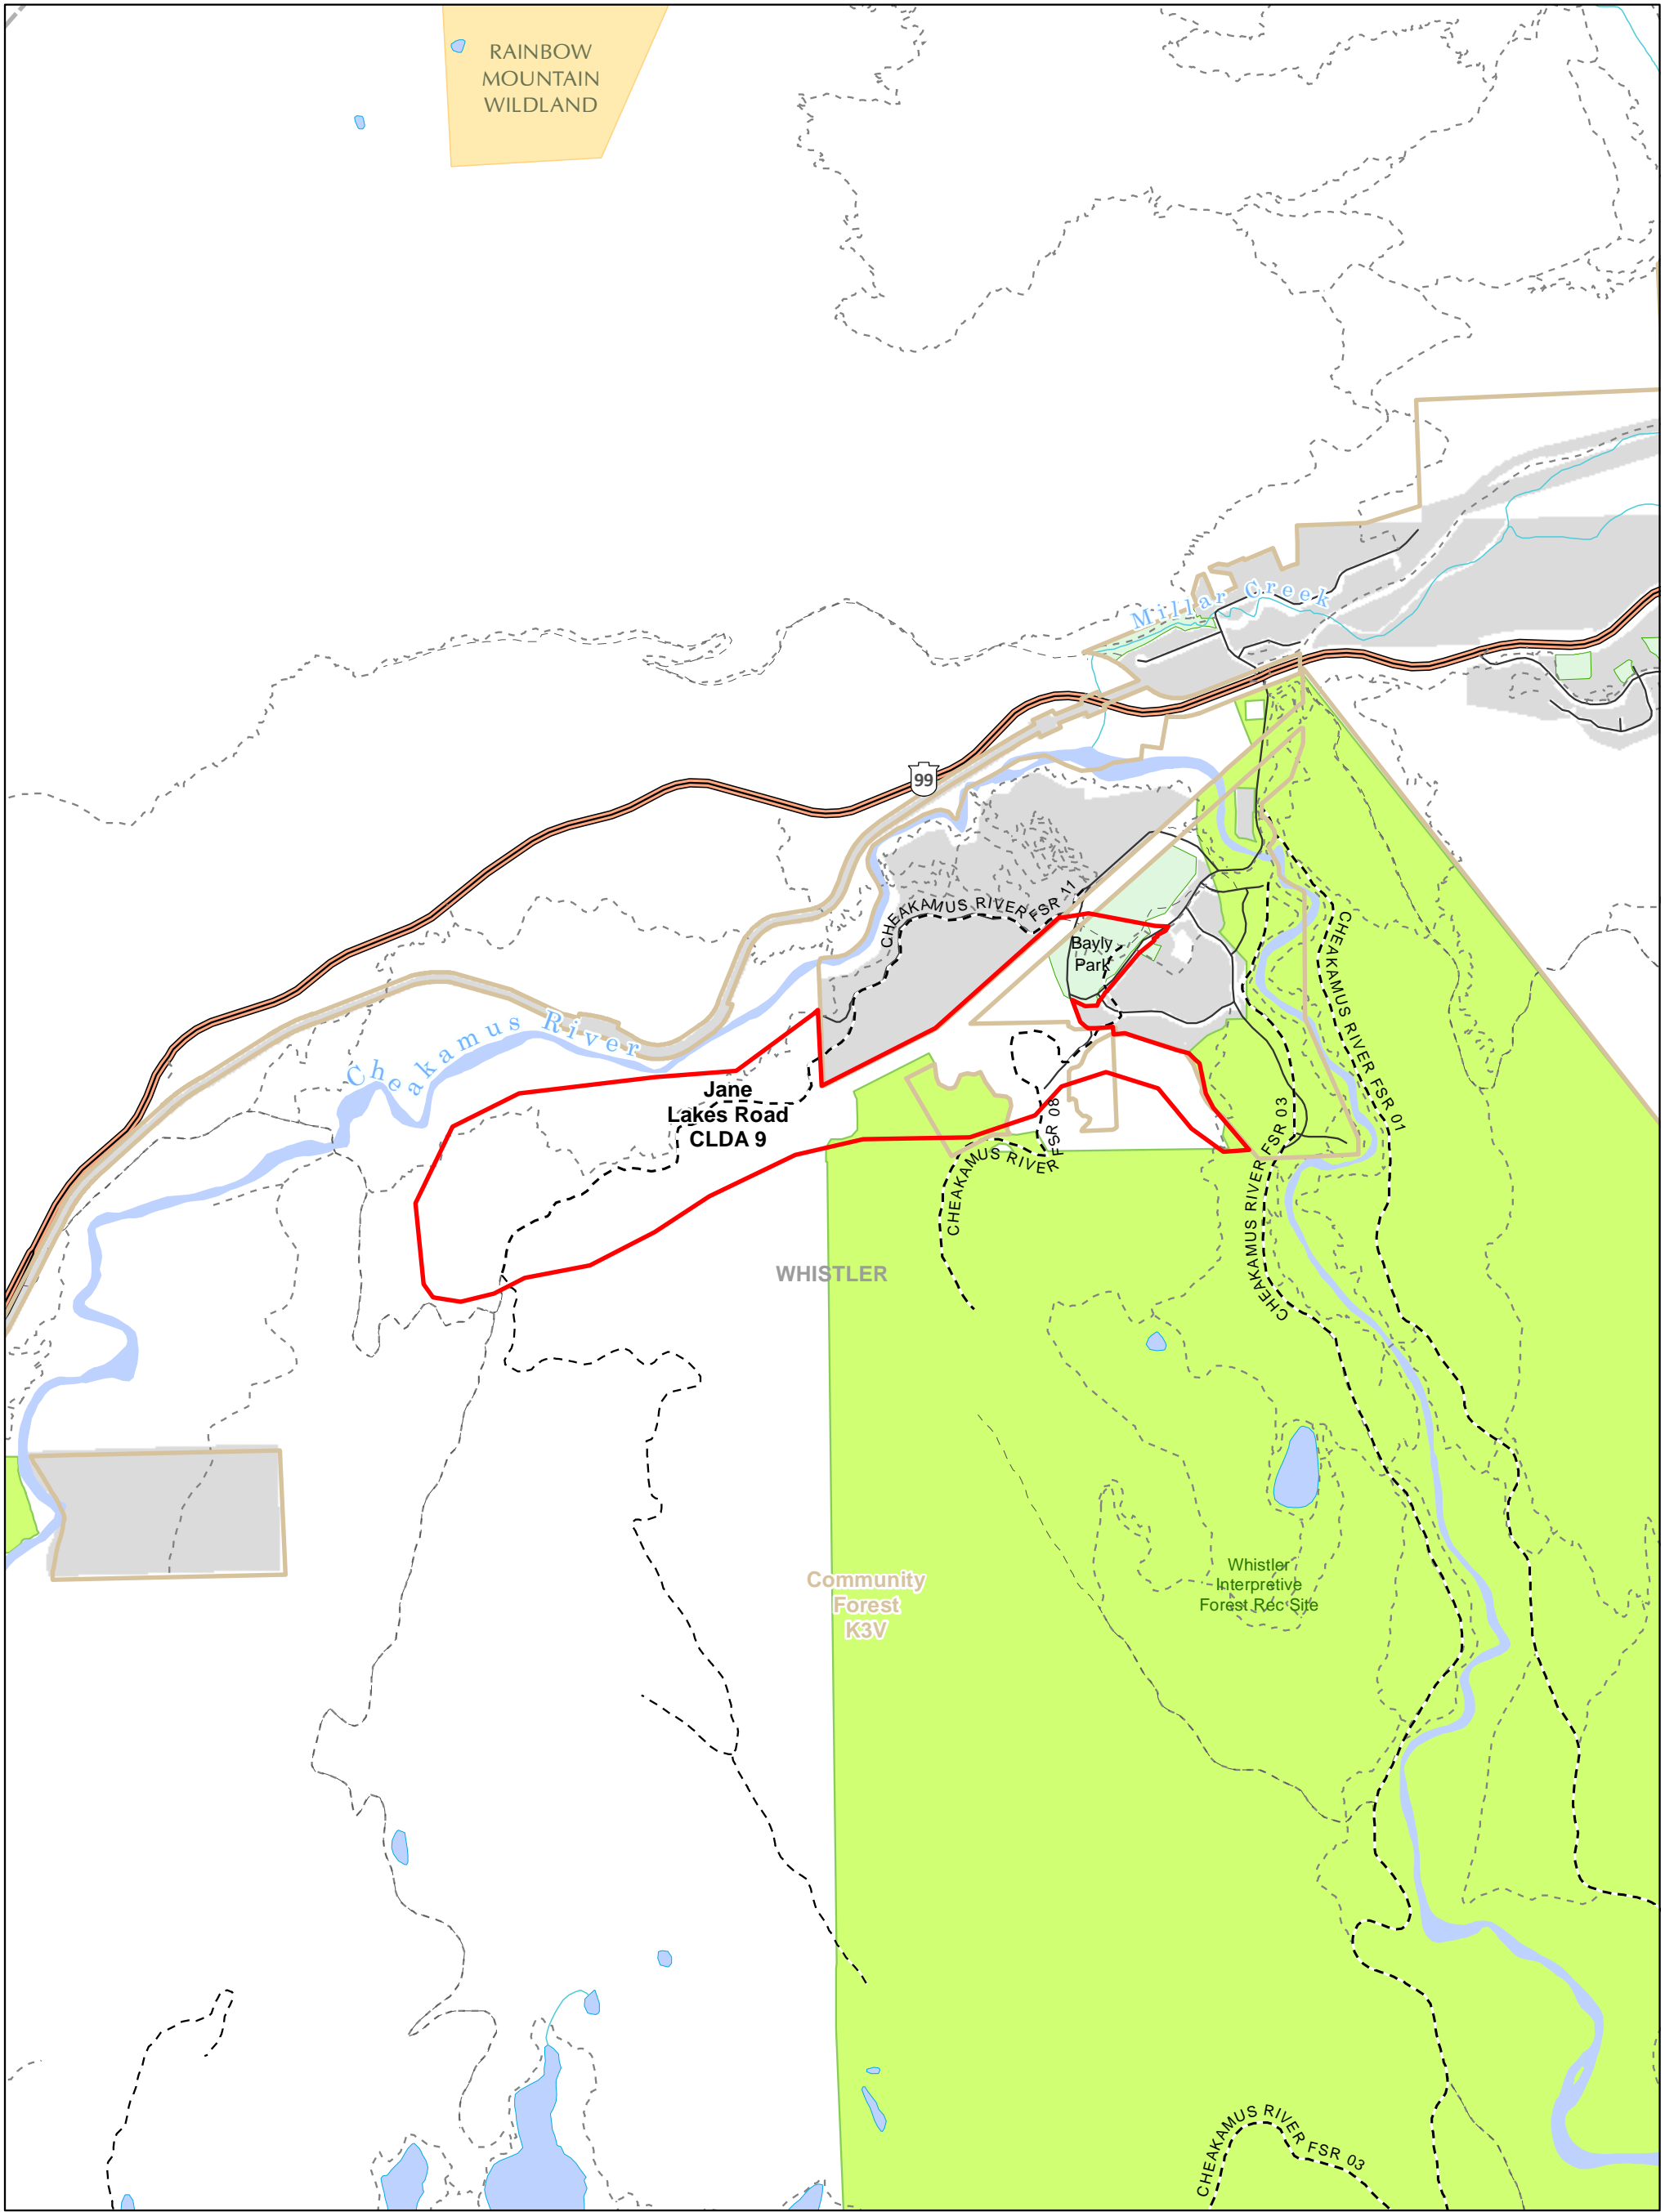 RAINBOW
MOUNTAIN
WILDLAND
Millar Creek
99
CHEAKAMUS RIVER FSR 11
Bayly
Park
CHEAKAMUS RIVER FSR 01
Cheakamus River
Jane
Lakes Road
CLDA 9
CHEAKAMUS RIVER FSR 08
CHEAKAMUS RIVER FSR 03
WHISTLER
Community
Forest
K3V
Whistler
Interpretive
Forest Rec Site
CHEAKAMUS RIVER FSR 03